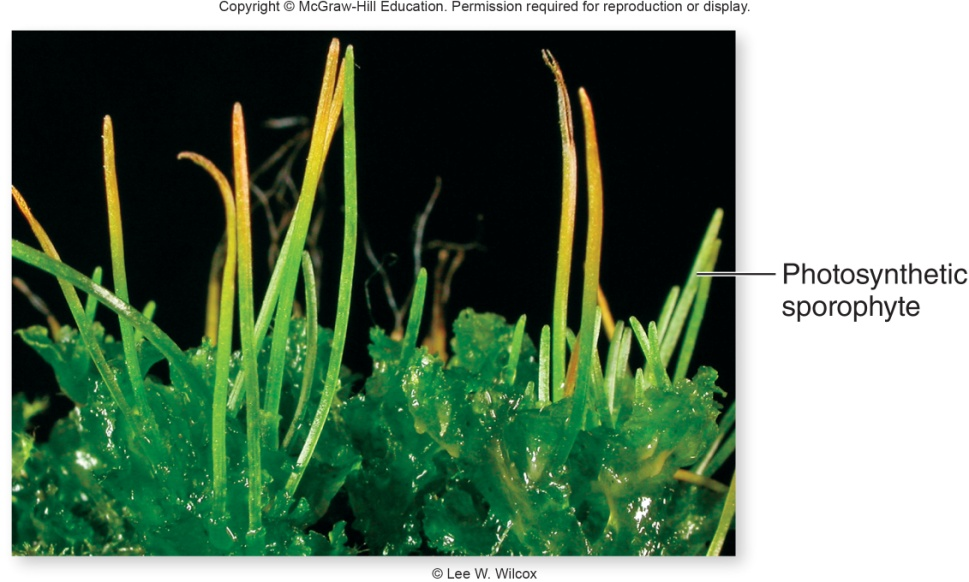 Copyright © McGraw-Hill Education. Permission required for reproduction or display.
Photosynthetic
sporophyte
© Lee W. Wilcox